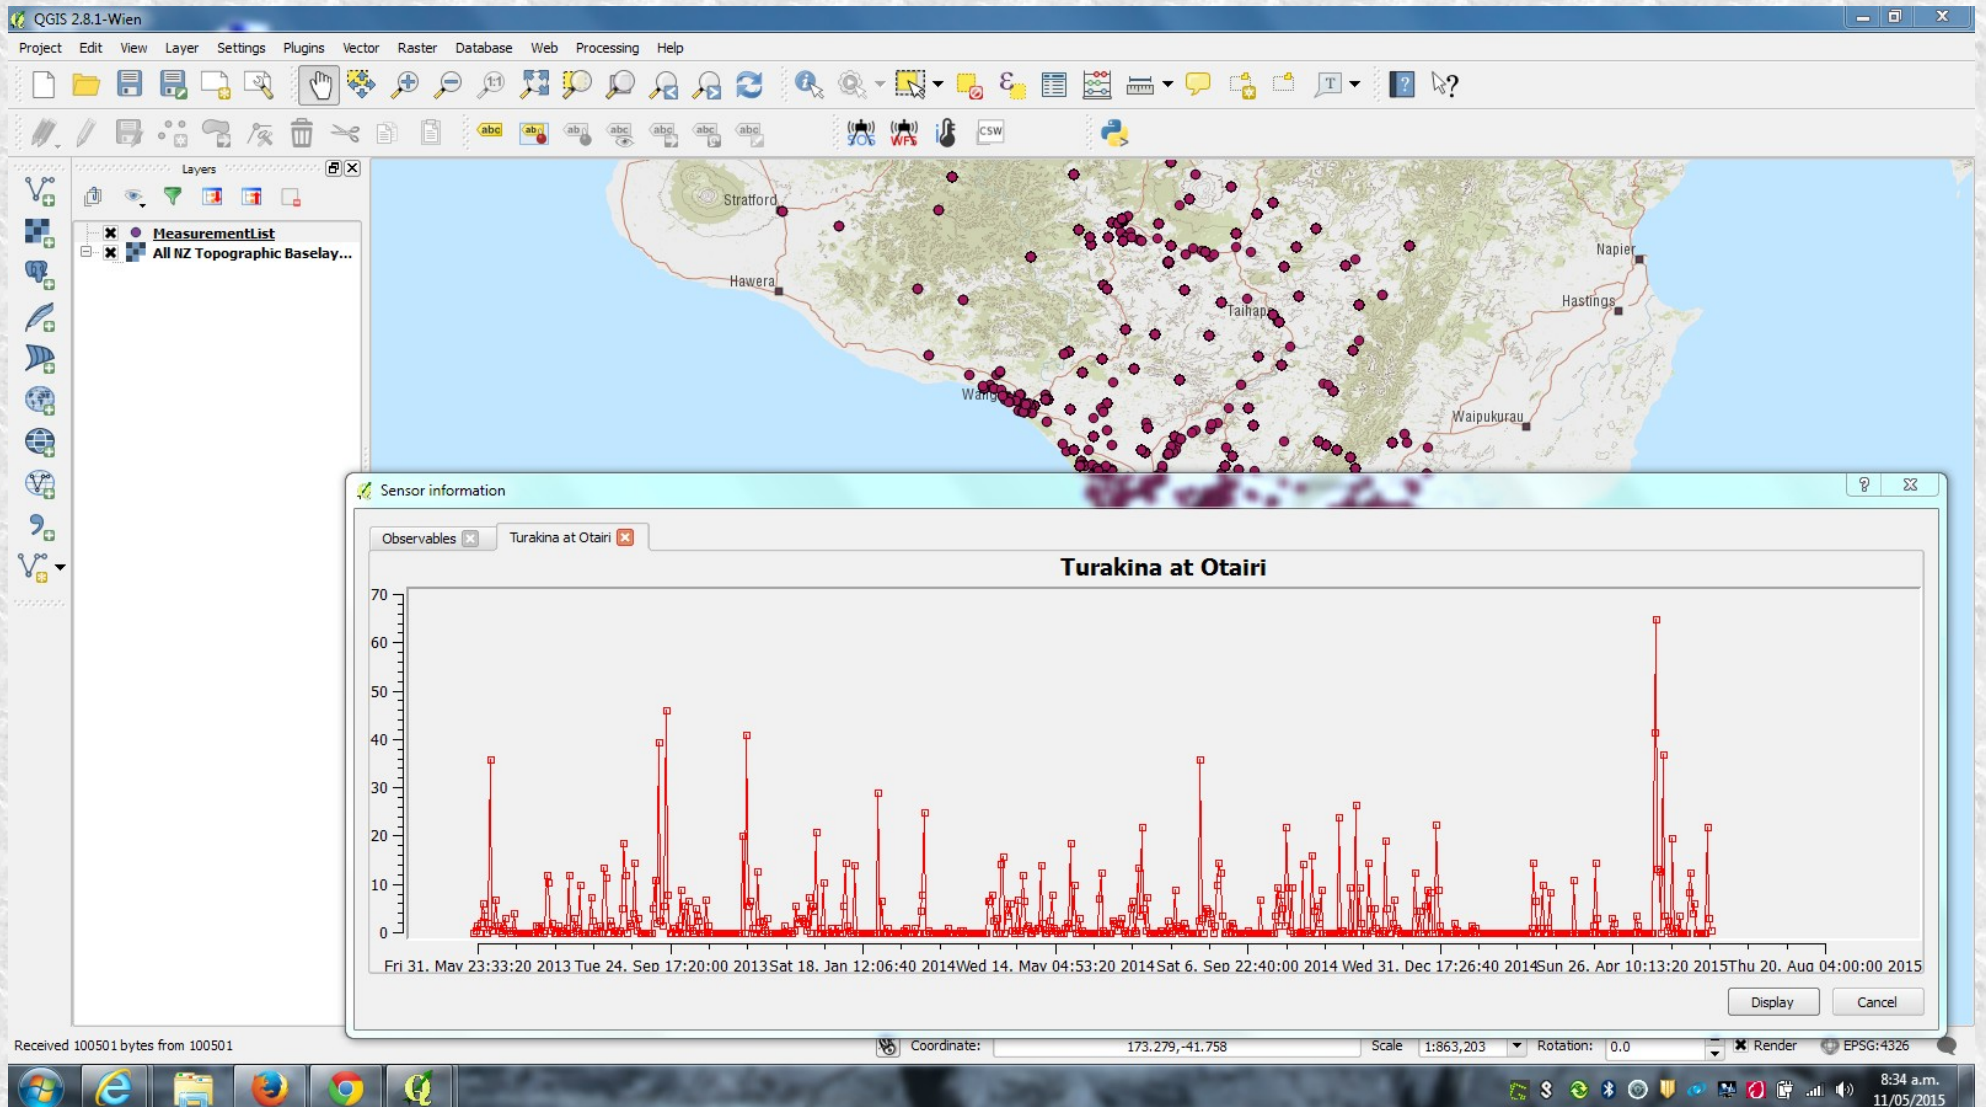 QGIS 2.8.1-Wien
Project Edit View Layer Settings Plugins Vector Raster Database Web Processing Help
abc
CSW
SOS WFS
Layers
MeasurementList
All NZ Topographic Baselay...
Stratford
Hawera
Taihap
Wang
Napier
Hastings
Waipukurau
Sensor information
Observables
Turakina at Otairi
Turakina at Otairi
70
60
50
40
30
20
10
0
Fri 31. May 23:33:20 2013 Tue 24. Sep 17:20:00 2013 Sat 18. Jan 12:06:40 2014 Wed 14. May 04:53:20 2014 Sat 6. Sep 22:40:00 2014 Wed 31. Dec 17:26:40 2014 Sun 26. Apr 10:13:20 2015 Thu 20. Aug 04:00:00 2015
Display Cancel
Received 100501 bytes from 100501
Coordinate: 173.279,-41.758 Scale 1:863,203 Rotation: 0.0 Render EPSG:4326
8:34 a.m.
11/05/2015